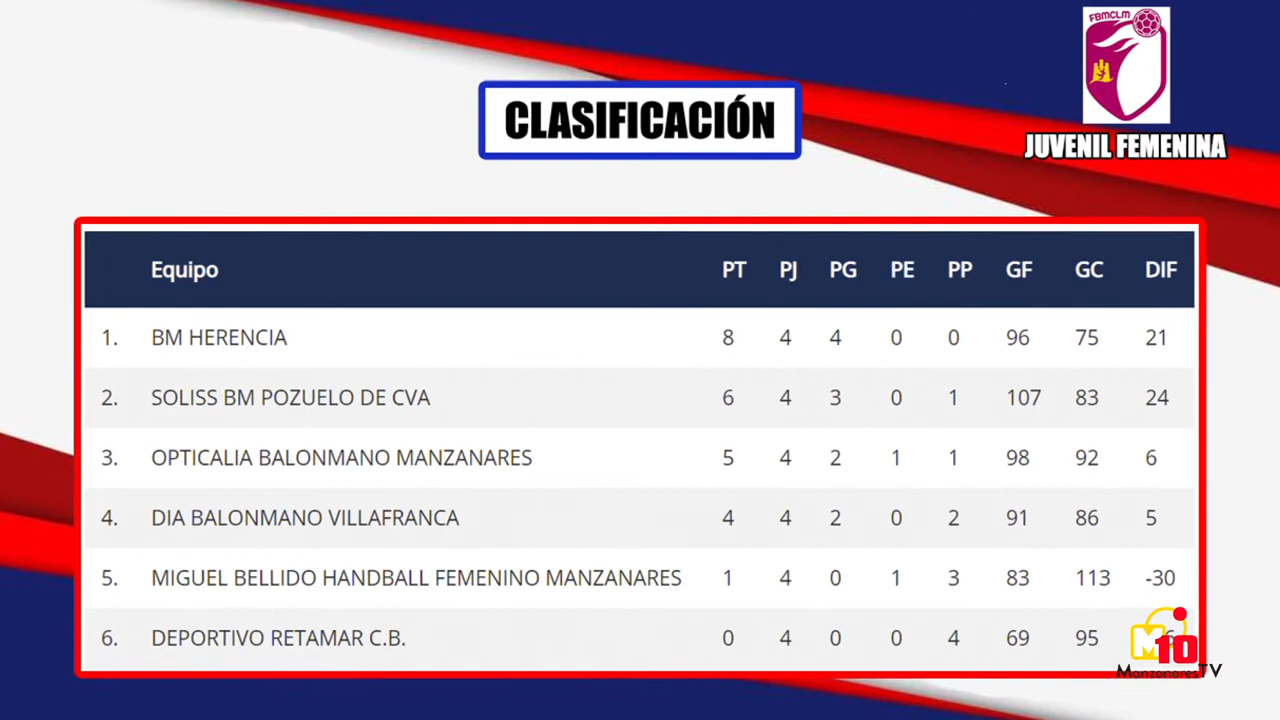 FBMCLM
CLASIFICACIÓN
JUVENIL FEMENINA
Equipo PT PJ PG PE PP GF GC DIF
1. BM HERENCIA 8 4 4 0 0 96 75 21
2. SOLISS BM POZUELO DE CVA 6 4 3 0 1 107 83 24
3. OPTICALIA BALONMANO MANZANARES 5 4 2 1 1 98 92 6
4. DIA BALONMANO VILLAFRANCA 4 4 2 0 2 91 86 5
5. MIGUEL BELLIDO HANDBALL FEMENINO MANZANARES 1 4 0 1 3 83 113 -30
6. DEPORTIVO RETAMAR C.B. 0 4 0 0 4 69 95
M10
ManzanaresTV